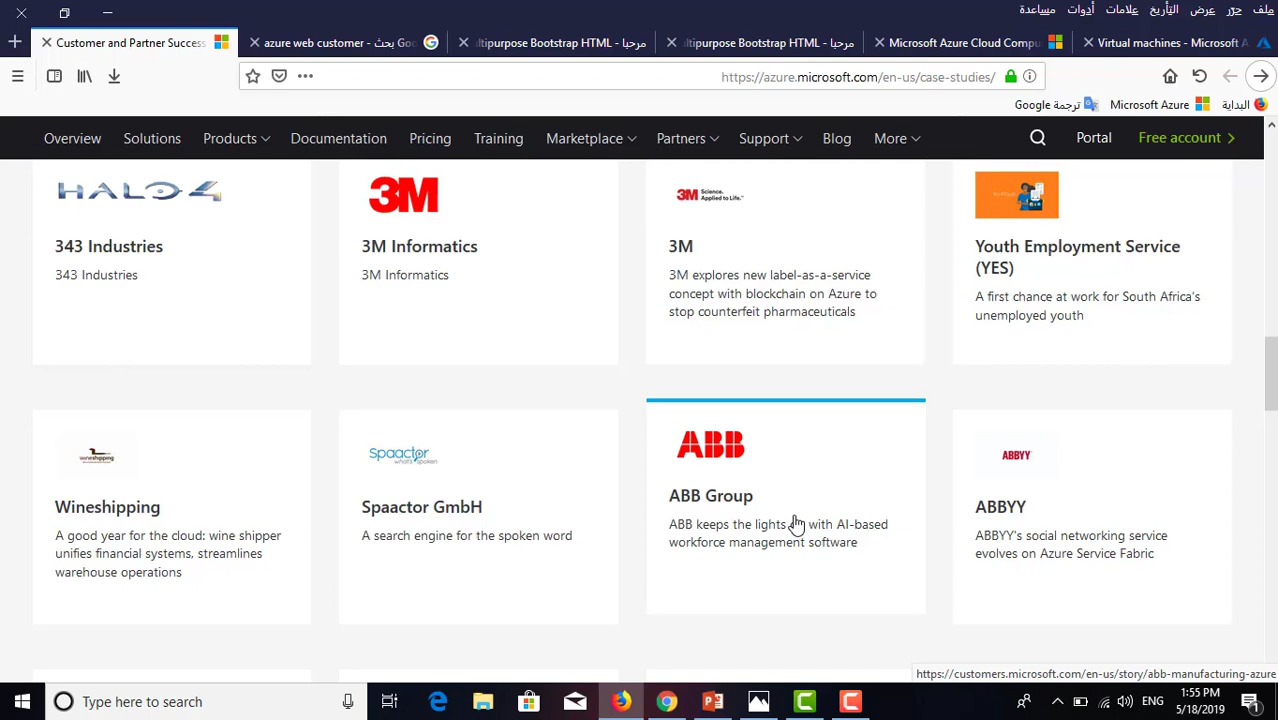 ملف تحرير عرض التأريخ علامات أدوات مساعدة
Customer and Partner Success
azure web customer - بحث Goo
ultipurpose Bootstrap HTML - مرحبا
ultipurpose Bootstrap HTML - مرحبا
Microsoft Azure Cloud Compu
Virtual machines - Microsoft A
https://azure.microsoft.com/en-us/case-studies/
البداية
Microsoft Azure
ترجمة Google
Overview Solutions Products Documentation Pricing Training Marketplace Partners Support Blog More Portal Free account
HALO 4
343 Industries
343 Industries
3M
3M Informatics
3M Informatics
3M Science.
Applied to Life.™
3M
3M explores new label-as-a-service
concept with blockchain on Azure to
stop counterfeit pharmaceuticals
Youth Employment Service
(YES)
A first chance at work for South Africa's
unemployed youth
wineshipping
Wineshipping
A good year for the cloud: wine shipper
unifies financial systems, streamlines
warehouse operations
Spaactor
what's spoken
Spaactor GmbH
A search engine for the spoken word
ABB
ABB Group
ABB keeps the lights with AI-based
workforce management software
ABBYY
ABBYY
ABBYY's social networking service
evolves on Azure Service Fabric
https://customers.microsoft.com/en-us/story/abb-manufacturing-azure
Type here to search
ENG
1:55 PM
5/18/2019
1